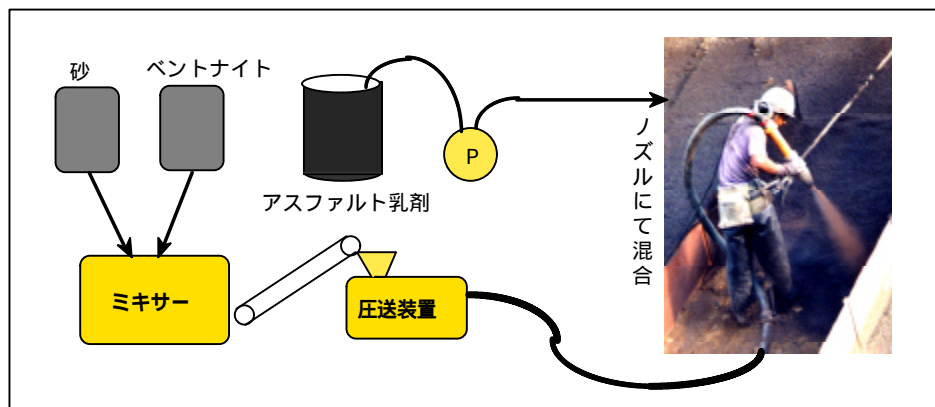 砂
ベントナイト
アスファルト乳剤
P
ノズルにて混合
ミキサー
圧送装置